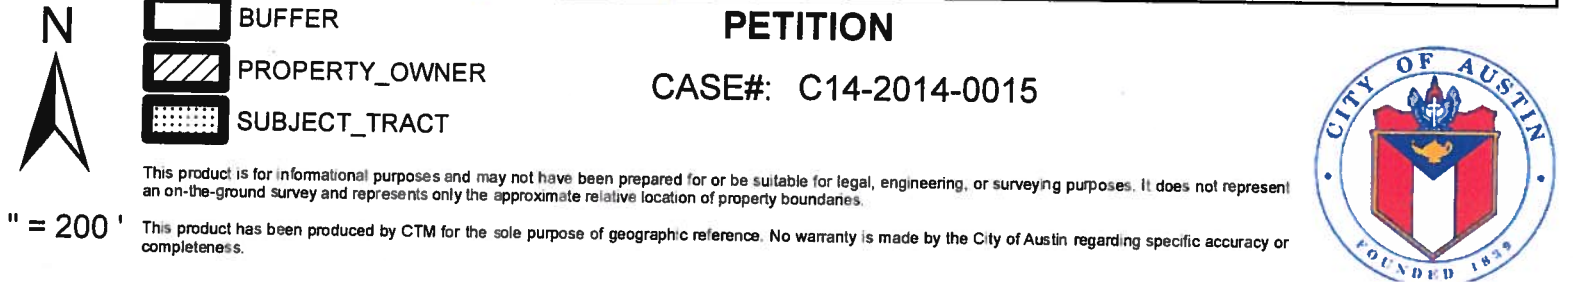 N
BUFFER
PROPERTY_OWNER
SUBJECT_TRACT
PETITION
CASE#: C14-2014-0015
This product is for informational purposes and may not have been prepared for or be suitable for legal, engineering, or surveying purposes. It does not represent
an on-the-ground survey and represents only the approximate relative location of property boundaries.
" = 200 '
This product has been produced by CTM for the sole purpose of geographic reference. No warranty is made by the City of Austin regarding specific accuracy or
completeness.
CITY OF AUSTIN
FOUNDED 1839